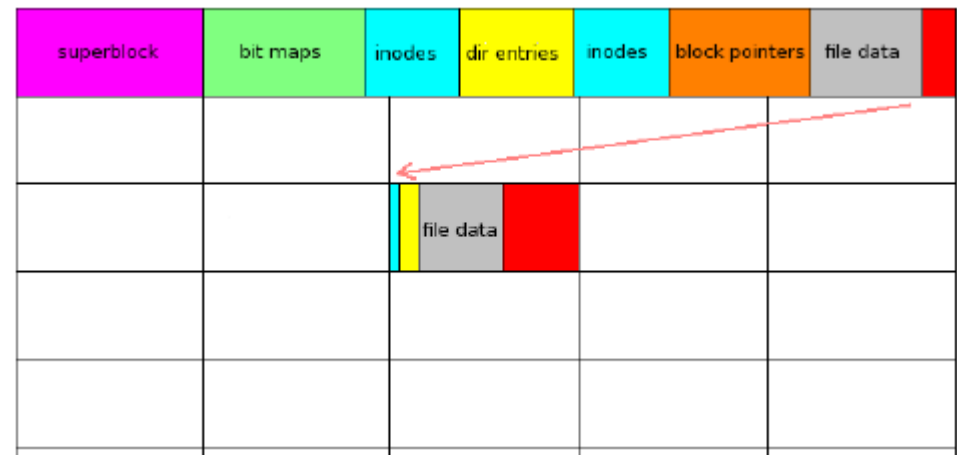 superblock
bit maps
inodes
dir entries
inodes
block pointers
file data
file data